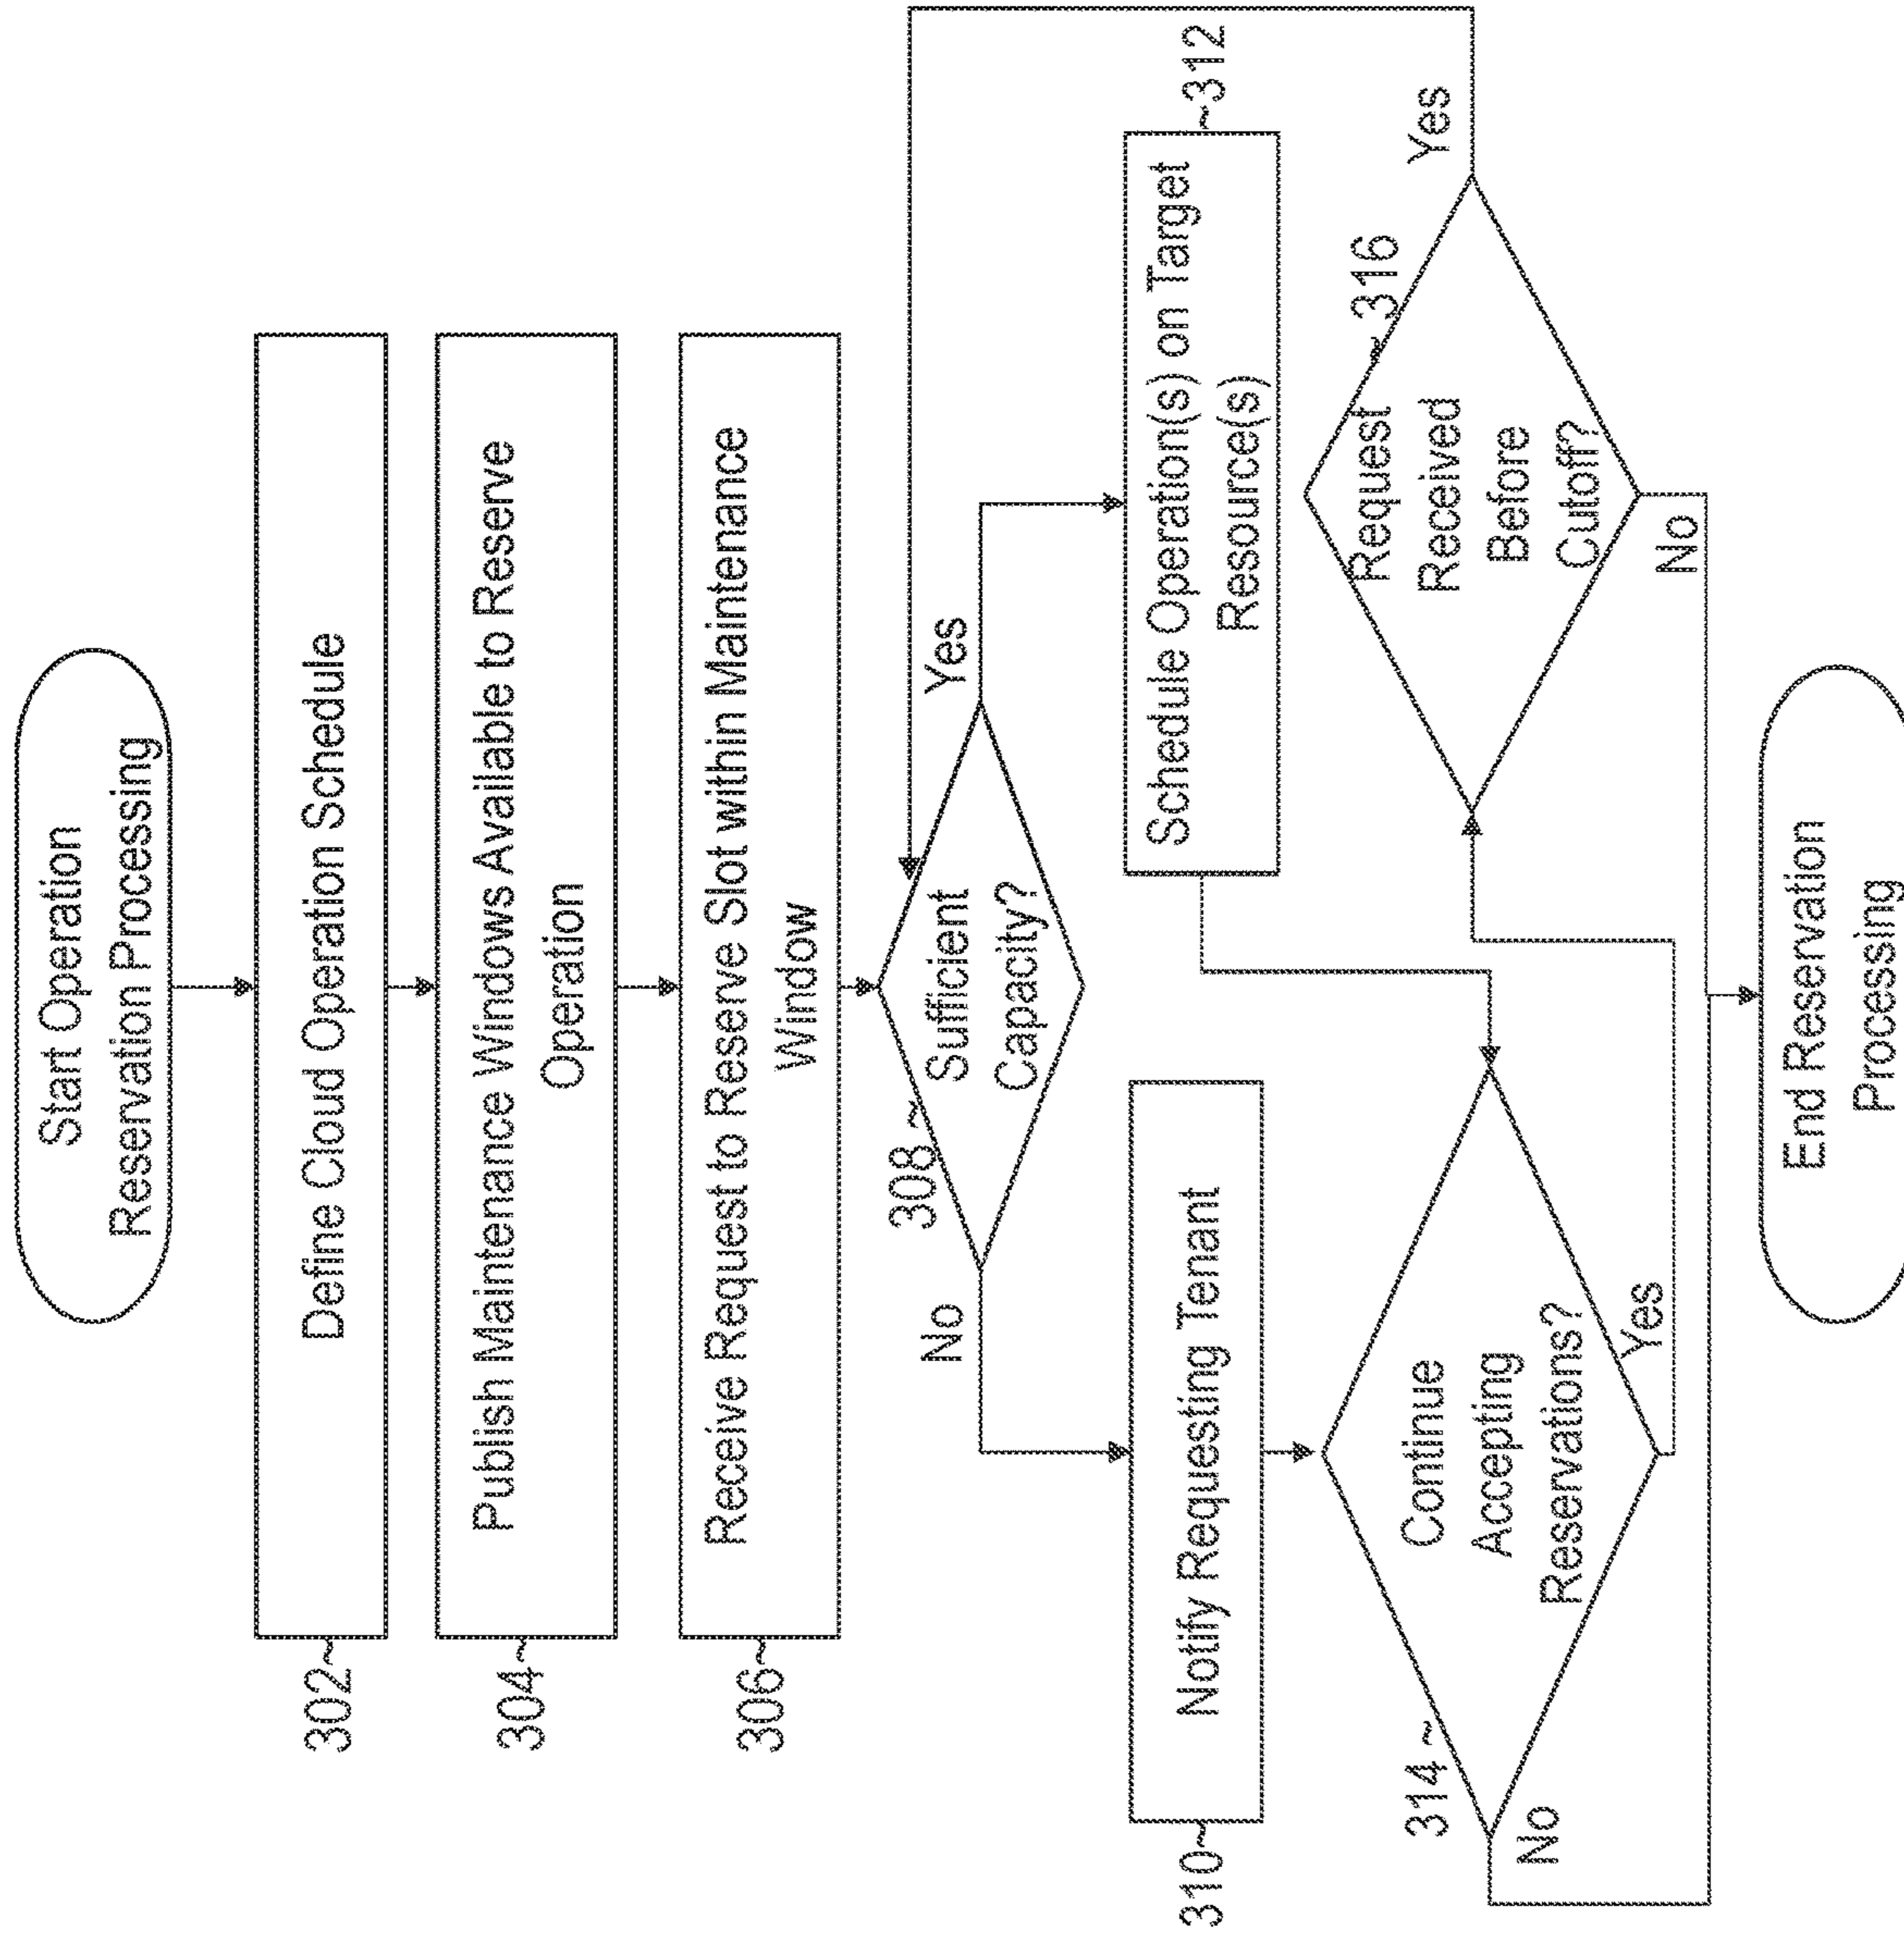 Start Operation
Reservation Processing
302~
Define Cloud Operation Schedule
304~
Publish Maintenance Windows Available to Reserve
Operation
306~
Receive Request to Reserve Slot within Maintenance
Window
308~
Sufficient
Capacity?
No
Yes
310~
Notify Requesting Tenant
Schedule Operation(s) on Target
Resource(s)
~312
314~
Continue
Accepting
Reservations?
No
Yes
~316
Request
Received
Before
Cutoff?
Yes
No
End Reservation
Processing